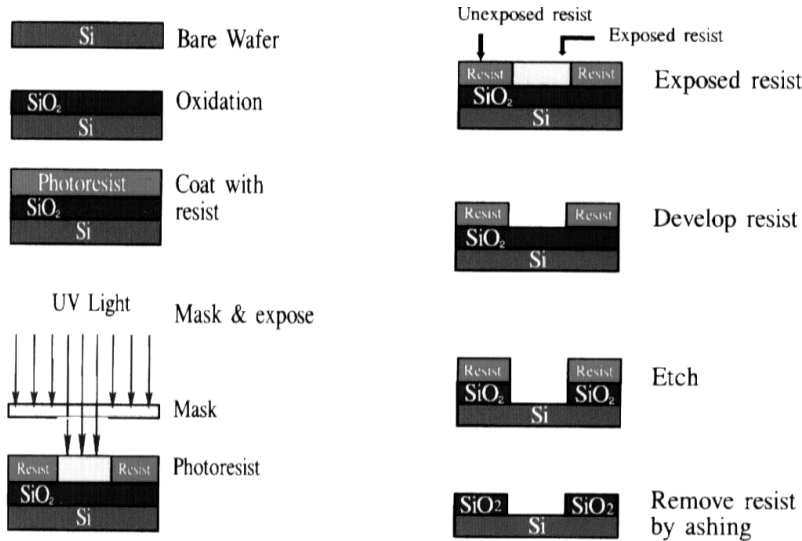 Si
Bare Wafer
SiO₂
Oxidation
Si
Photoresist
Coat with
resist
SiO₂
Si
UV Light
Mask & expose
Mask
Resist
Resist
Photoresist
SiO₂
Si
Unexposed resist
Exposed resist
Resist
Resist
Exposed resist
SiO₂
Si
Resist
Resist
Develop resist
SiO₂
Si
Resist
Resist
Etch
SiO₂
SiO₂
Si
SiO2
SiO2
Remove resist
by ashing
Si